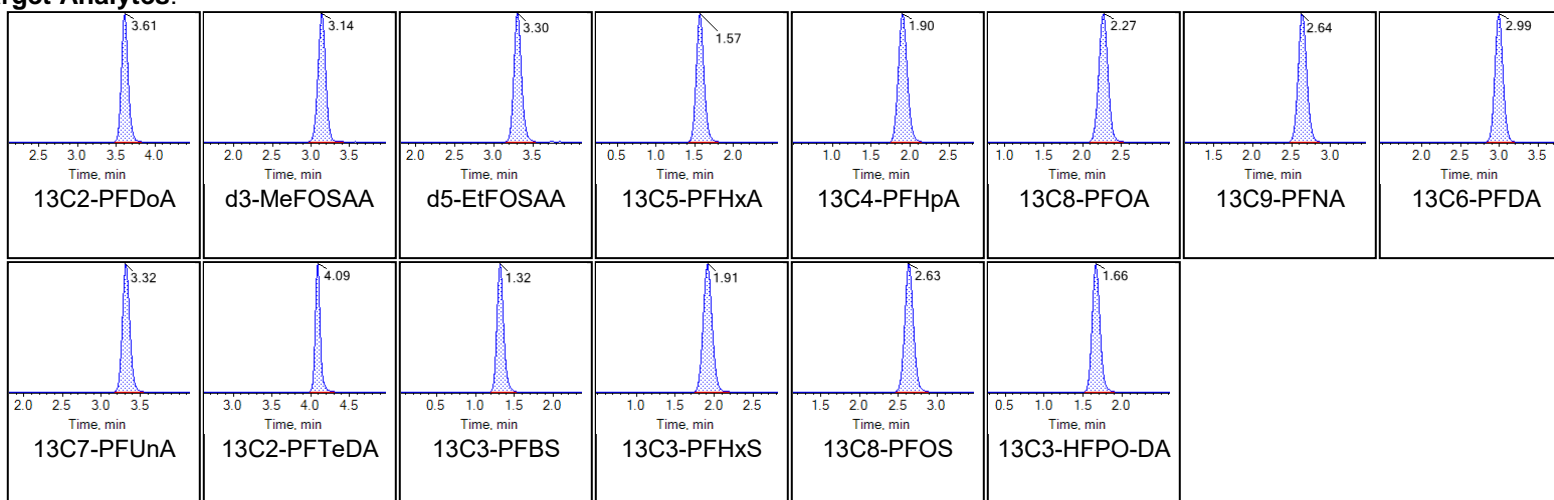 rget Analytes:
3.61 3.14 3.30 1.57 1.90 2.27 2.64 2.99
2.5 3.0 3.5 4.0 2.0 2.5 3.0 3.5 2.0 2.5 3.0 3.5 0.5 1.0 1.5 2.0 1.0 1.5 2.0 2.5 1.0 1.5 2.0 2.5 1.5 2.0 2.5 3.0 2.0 2.5 3.0 3.5
Time, min Time, min Time, min Time, min Time, min Time, min Time, min Time, min
13C2-PFDoA d3-MeFOSAA d5-EtFOSAA 13C5-PFHxA 13C4-PFHpA 13C8-PFOA 13C9-PFNA 13C6-PFDA
3.32 4.09 1.32 1.91 2.63 1.66
2.0 2.5 3.0 3.5 3.0 3.5 4.0 4.5 0.5 1.0 1.5 2.0 1.0 1.5 2.0 2.5 1.5 2.0 2.5 3.0 0.5 1.0 1.5 2.0
Time, min Time, min Time, min Time, min Time, min Time, min
13C7-PFUnA 13C2-PFTeDA 13C3-PFBS 13C3-PFHxS 13C8-PFOS 13C3-HFPO-DA